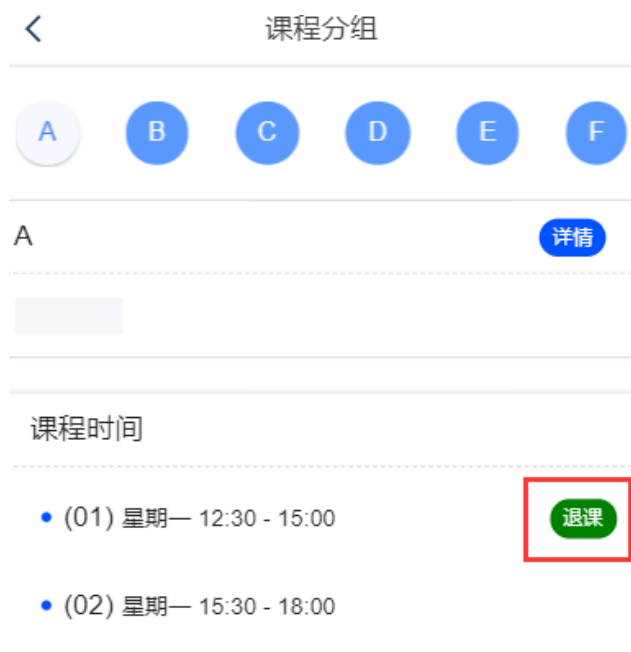 课程分组
A B C D E F
A 详情
课程时间
(01) 星期一 12:30 - 15:00 退课
(02) 星期一 15:30 - 18:00